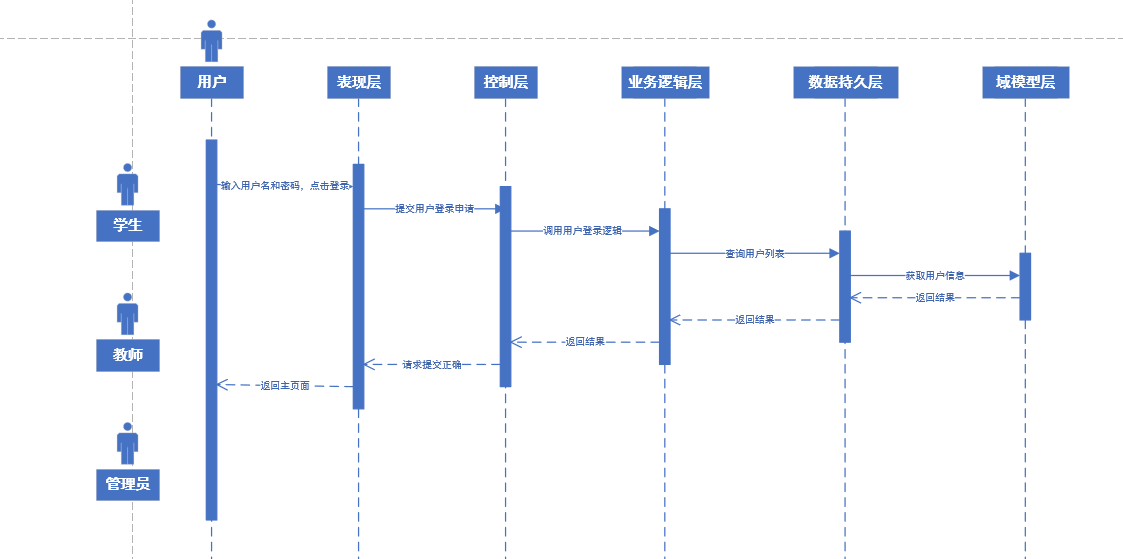 用户
表现层
控制层
业务逻辑层
数据持久层
域模型层
输入用户名和密码，点击登录
提交用户登录申请
学生
调用用户登录逻辑
查询用户列表
获取用户信息
返回结果
返回结果
返回结果
教师
请求提交正确
返回主页面
管理员